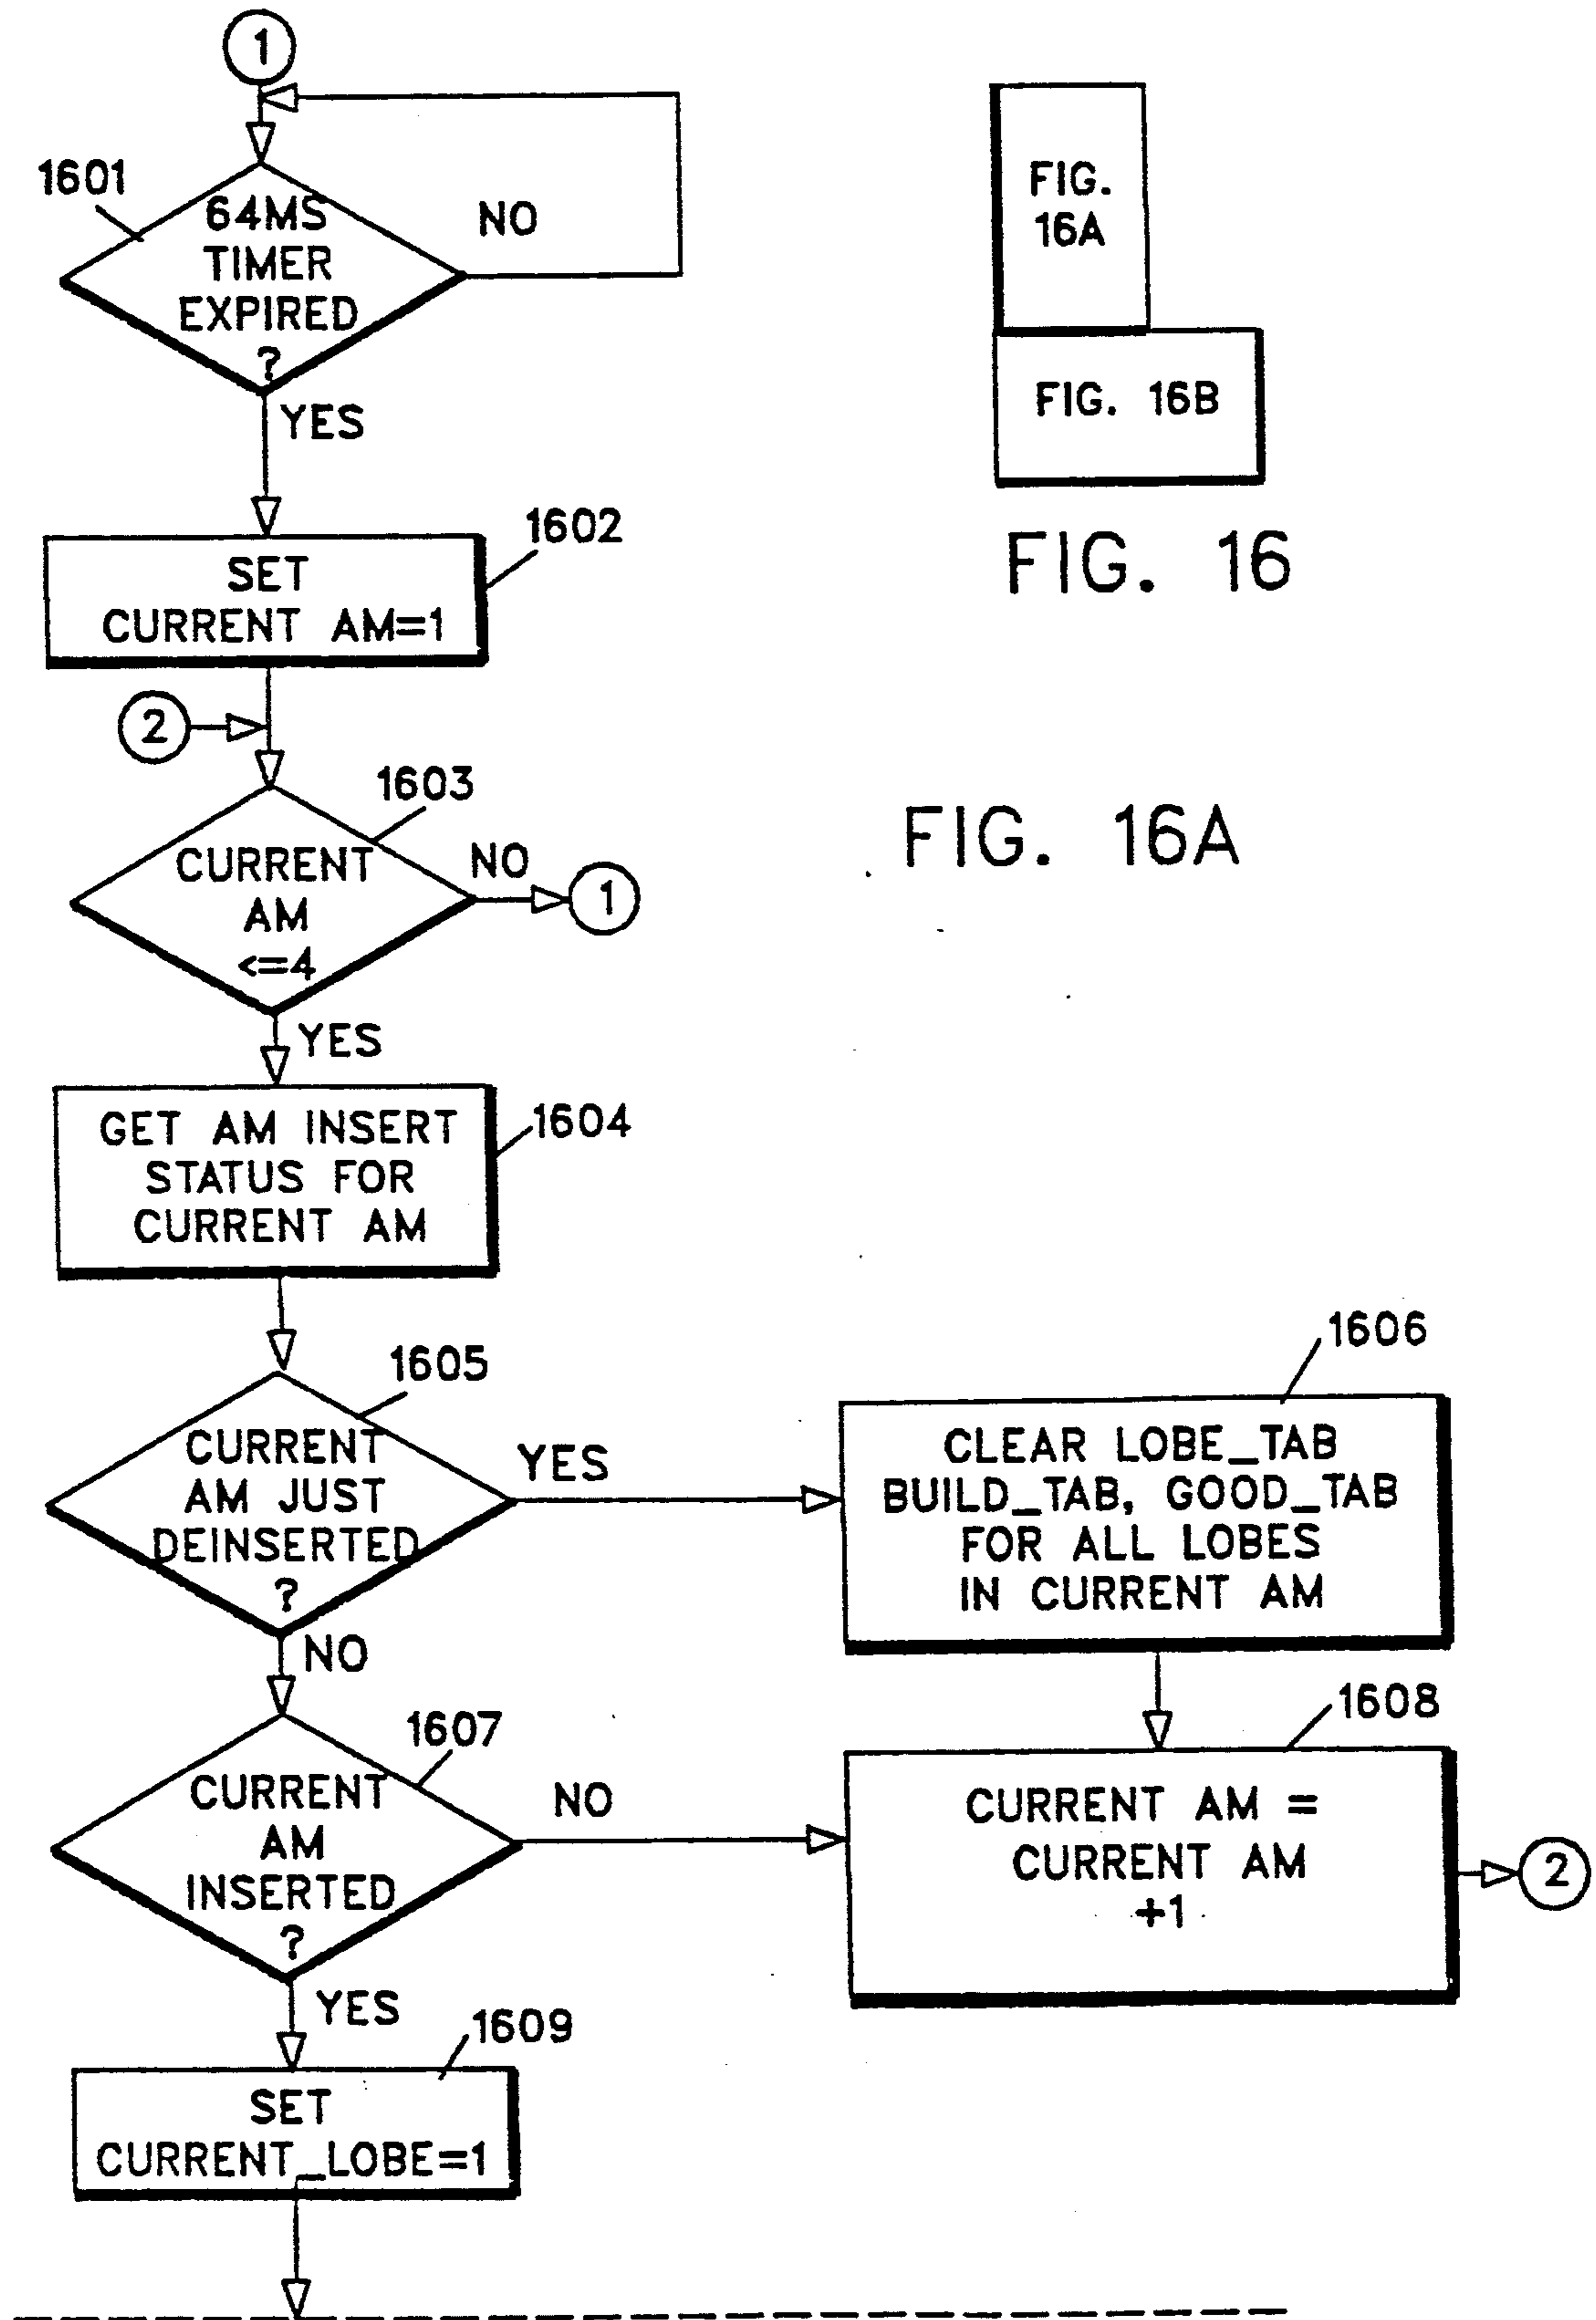 1
1601
64MS
TIMER
EXPIRED
?
NO
YES
FIG.
16A
FIG. 16B
FIG. 16
1602
SET
CURRENT AM=1
2
1603
CURRENT
AM
<=4
NO
1
YES
FIG. 16A
1604
GET AM INSERT
STATUS FOR
CURRENT AM
1605
CURRENT
AM JUST
DEINSERTED
?
YES
NO
1606
CLEAR LOBE_TAB
BUILD_TAB, GOOD_TAB
FOR ALL LOBES
IN CURRENT AM
1607
CURRENT
AM
INSERTED
?
NO
YES
1608
CURRENT AM =
CURRENT AM
+1
2
1609
SET
CURRENT_LOBE=1